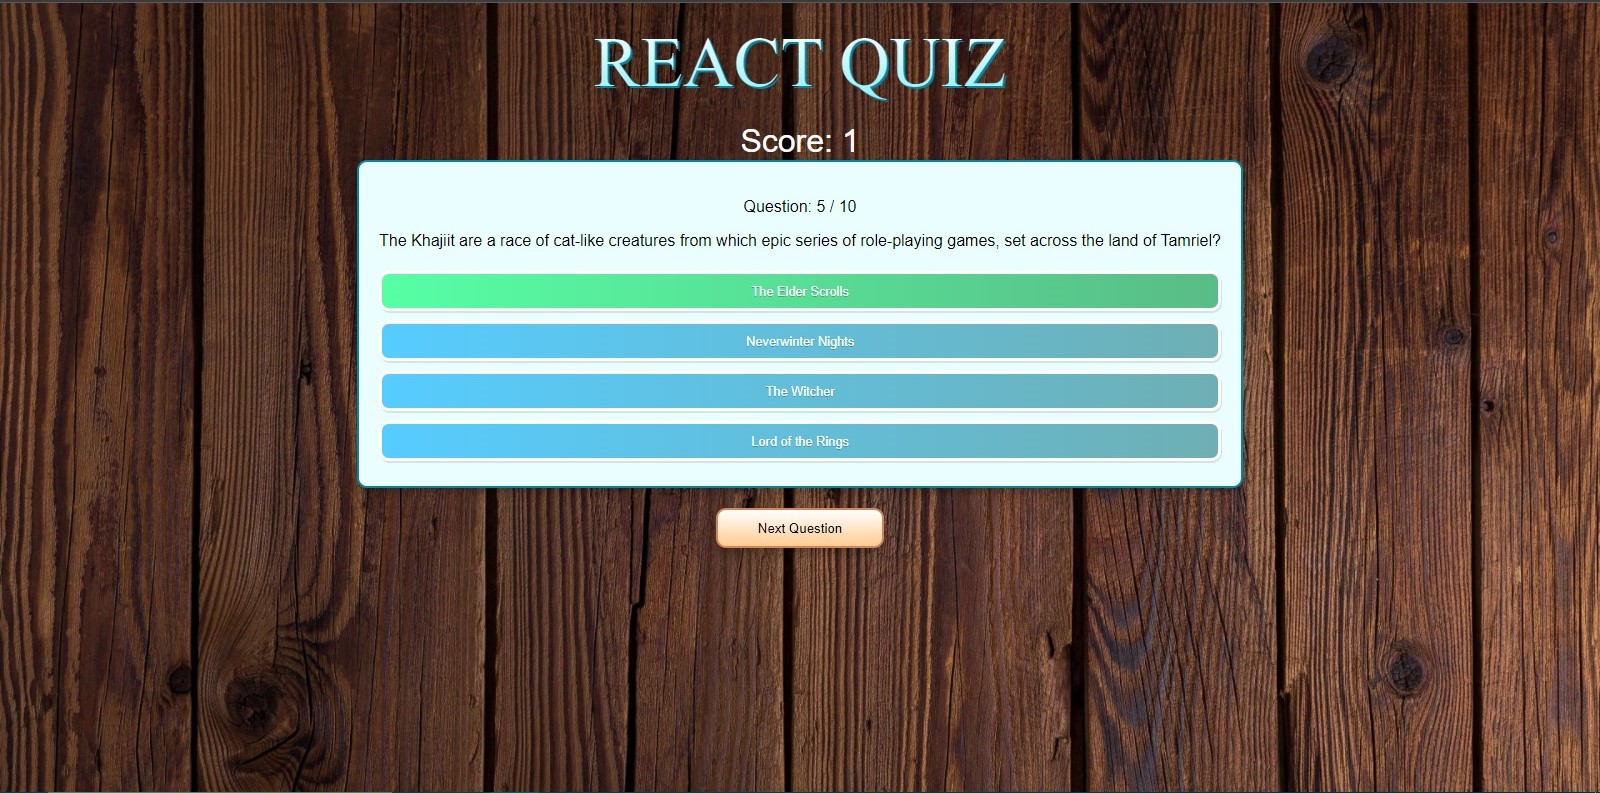 REACT QUIZ
Score: 1
Question: 5 / 10
The Khajiit are a race of cat-like creatures from which epic series of role-playing games, set across the land of Tamriel?
The Elder Scrolls
Neverwinter Nights
The Witcher
Lord of the Rings
Next Question